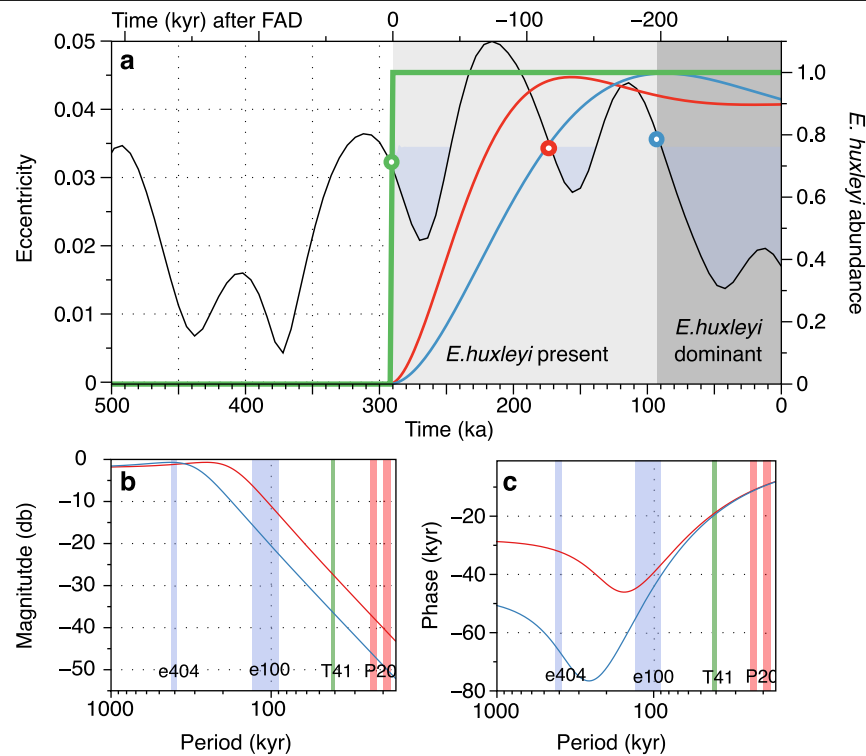 Time (kyr) after FAD 0 −100 −200
a
0.05
0.04
0.03
0.02
0.01
0
Eccentricity
1.0
0.8
0.6
0.4
0.2
0
E. huxleyi abundance
E.huxleyi present
E.huxleyi
dominant
500 400 300 200 100 0
Time (ka)
b
0
−10
−20
−30
−40
−50
Magnitutde (db)
e404 e100 T41 P20
1000 100
Period (kyr)
c
−20
−40
−60
−80
Phase (kyr)
e404 e100 T41 P20
1000 100
Period (kyr)